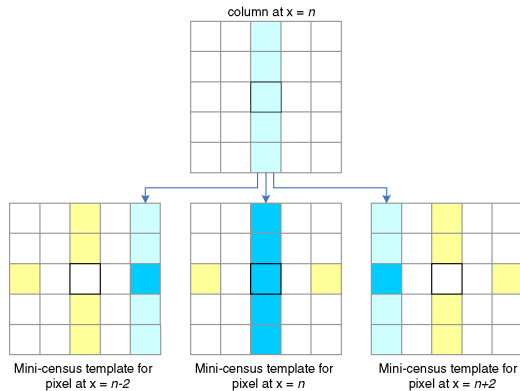 column at x = n
Mini-census template for
pixel at x = n-2
Mini-census template for
pixel at x = n
Mini-census template for
pixel at x = n+2